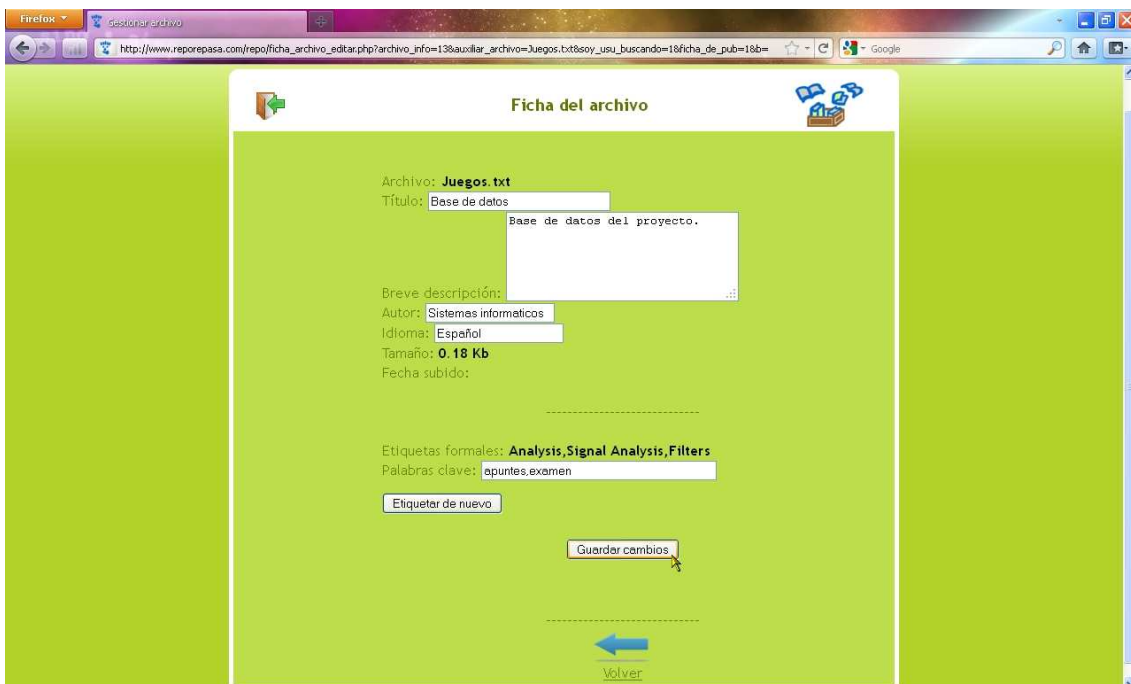 Firefox
Gestionar archivo
http://www.reporepasa.com/repo/ficha_archivo_editar.php?archivo_info=13&auxiliar_archivo=Juegos.txt&soy_usu_buscando=1&ficha_de_pub=1&b=
Google
Ficha del archivo
Archivo: Juegos.txt
Título: Base de datos
Base de datos del proyecto.
Breve descripción:
Autor: Sistemas informaticos
Idioma: Español
Tamaño: 0.18 Kb
Fecha subido:
----------------------------
Etiquetas formales: Analysis,Signal Analysis,Filters
Palabras clave: apuntes,examen
Etiquetar de nuevo
Guardar cambios
----------------------------
Volver